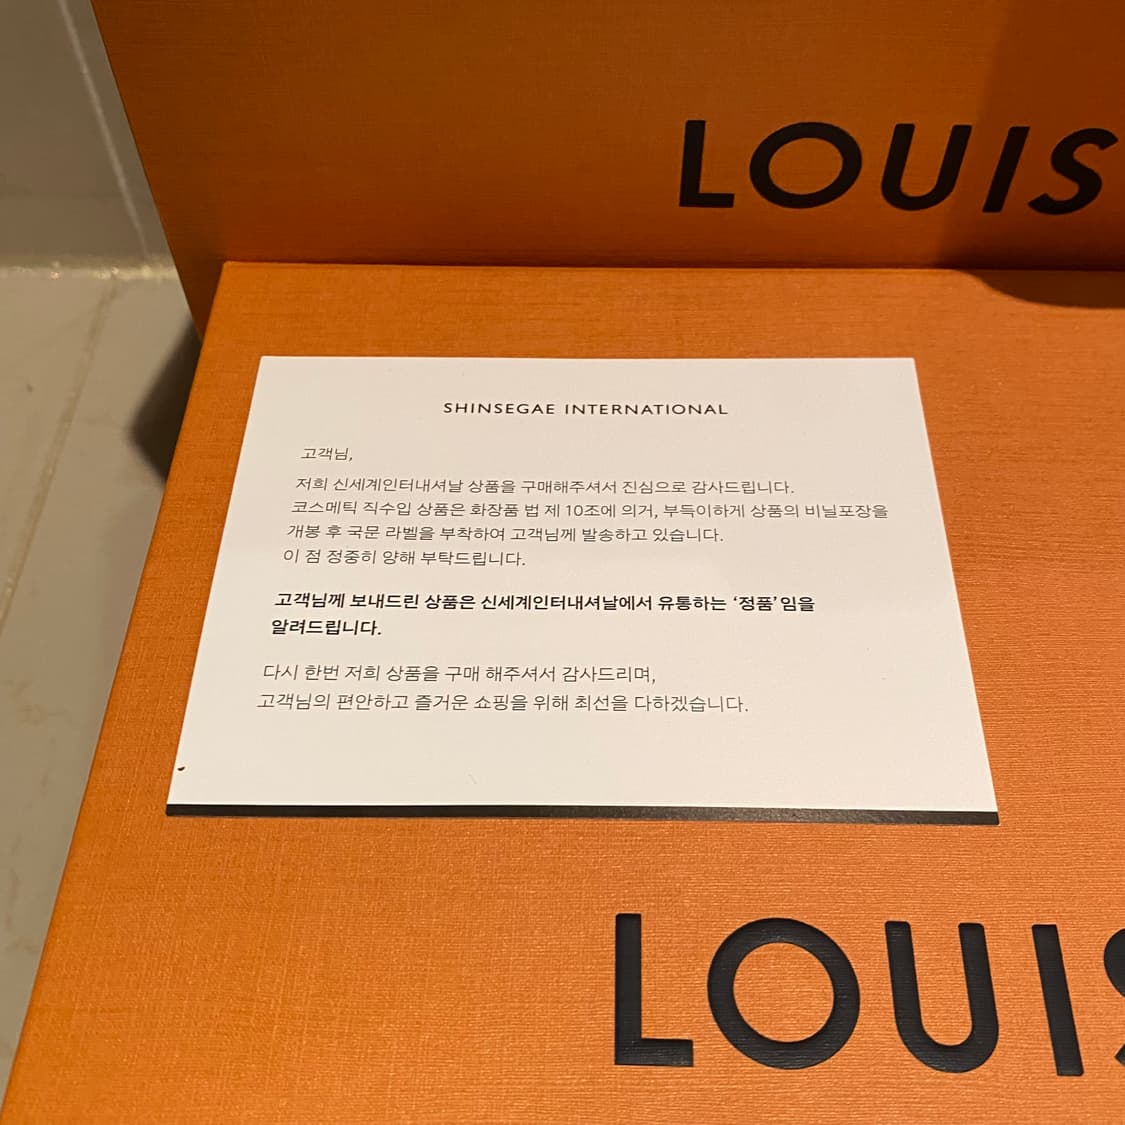 LOUIS
SHINSEGAE INTERNATIONAL
고객님,
저희 신세계인터내셔날 상품을 구매해주셔서 진심으로 감사드립니다.
코스메틱 직수입 상품은 화장품 법 제 10조에 의거, 부득이하게 상품의 비닐포장을
개봉 후 국문 라벨을 부착하여 고객님께 발송하고 있습니다.
이 점 정중히 양해 부탁드립니다.
고객님께 보내드린 상품은 신세계인터내셔날에서 유통하는 ‘정품’임을
알려드립니다.
다시 한번 저희 상품을 구매 해주셔서 감사드리며,
고객님의 편안하고 즐거운 쇼핑을 위해 최선을 다하겠습니다.
LOUIS